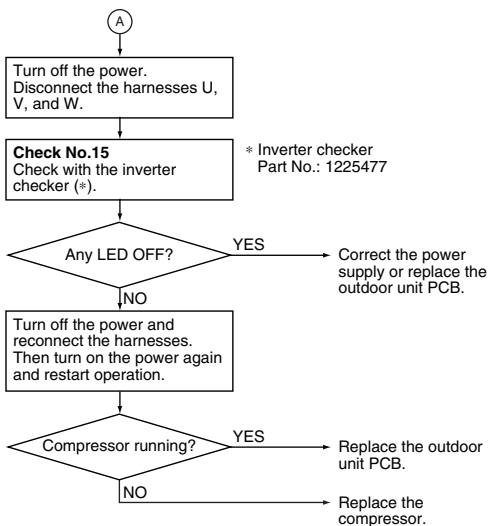 A
Turn off the power.
Disconnect the harnesses U,
V, and W.
Check No.15
Check with the inverter
checker (*).
* Inverter checker
Part No.: 1225477
Any LED OFF?
YES
Correct the power
supply or replace the
outdoor unit PCB.
NO
Turn off the power and
reconnect the harnesses.
Then turn on the power again
and restart operation.
Compressor running?
YES
Replace the outdoor
unit PCB.
NO
Replace the
compressor.